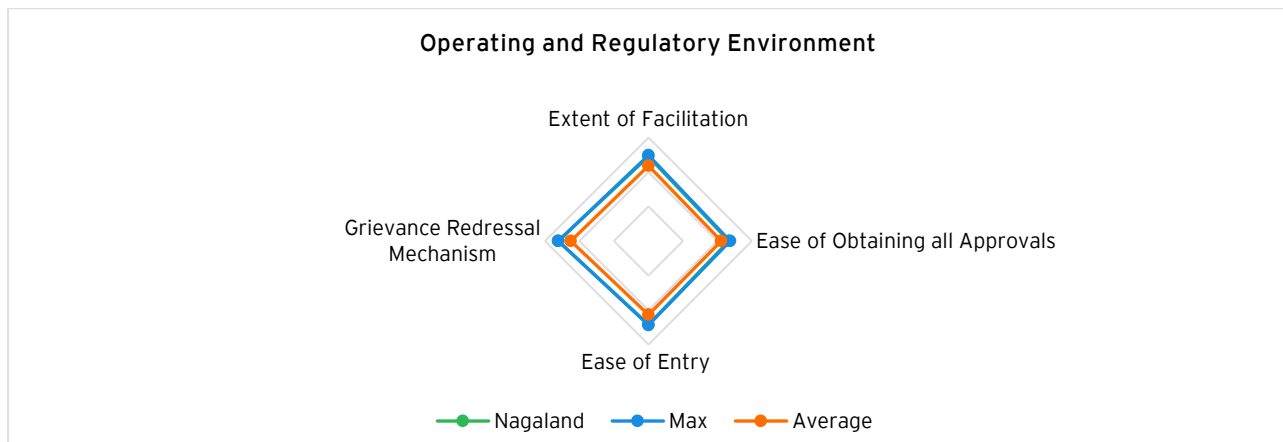 Operating and Regulatory Environment
Extent of Facilitation
Grievance Redressal
Mechanism
Ease of Obtaining all Approvals
Ease of Entry
Nagaland Max Average